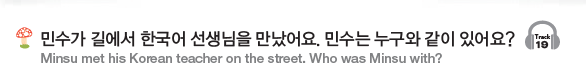 민수가 길에서 한국어 선생님을 만났어요. 민수는 누구와 같이 있어요?
Track
19
Minsu met his Korean teacher on the street. Who was Minsu with?